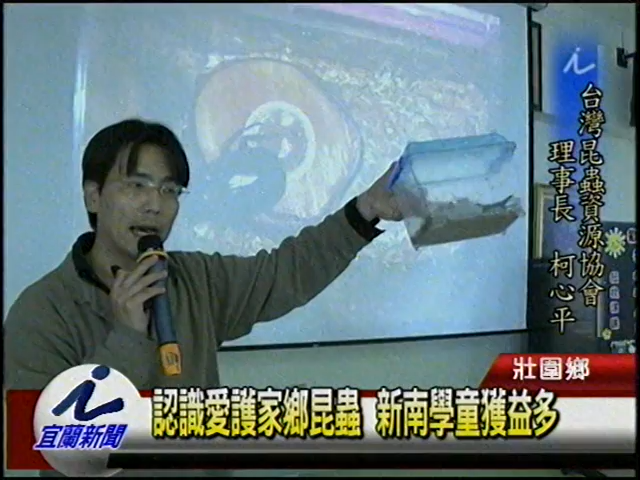 台灣昆蟲資源協會
理事長 柯心平
壯圍鄉
認識愛護家鄉昆蟲 新南學童獲益多
i
宜蘭新聞